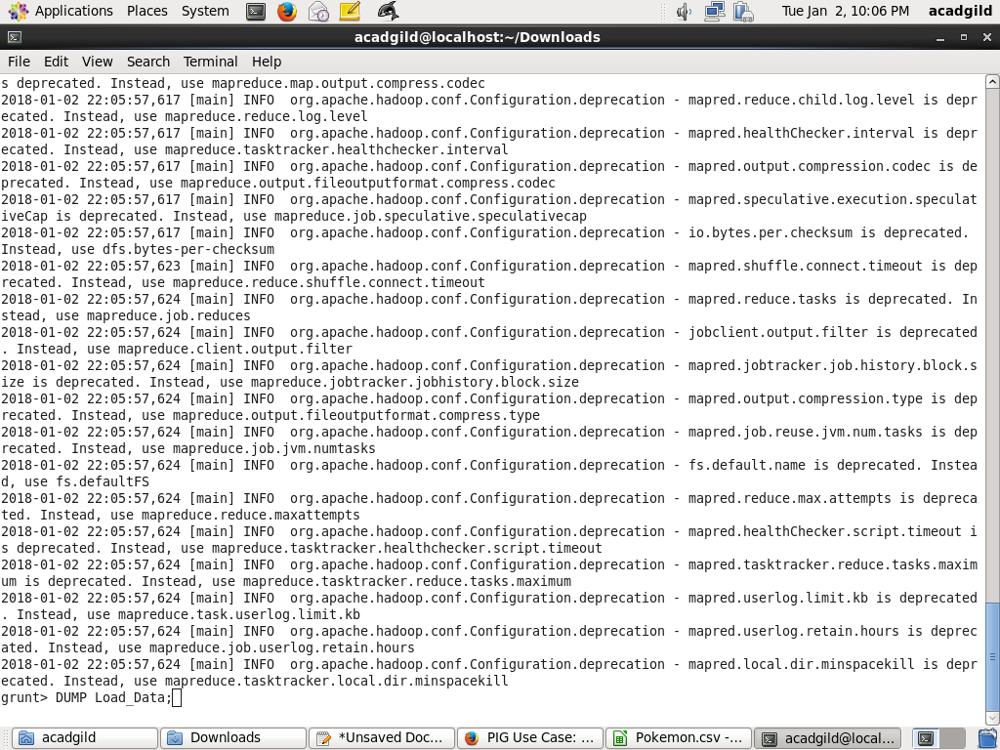 Applications Places System Tue Jan 2, 10:06 PM acadgild
acadgild@localhost:~/Downloads
File Edit View Search Terminal Help
s deprecated. Instead, use mapreduce.map.output.compress.codec
2018-01-02 22:05:57,617 [main] INFO  org.apache.hadoop.conf.Configuration.deprecation - mapred.reduce.child.log.level is depr
ecated. Instead, use mapreduce.reduce.log.level
2018-01-02 22:05:57,617 [main] INFO  org.apache.hadoop.conf.Configuration.deprecation - mapred.healthChecker.interval is depr
ecated. Instead, use mapreduce.tasktracker.healthchecker.interval
2018-01-02 22:05:57,617 [main] INFO  org.apache.hadoop.conf.Configuration.deprecation - mapred.output.compression.codec is de
precated. Instead, use mapreduce.output.fileoutputformat.compress.codec
2018-01-02 22:05:57,617 [main] INFO  org.apache.hadoop.conf.Configuration.deprecation - mapred.speculative.execution.speculat
iveCap is deprecated. Instead, use mapreduce.job.speculative.speculativecap
2018-01-02 22:05:57,617 [main] INFO  org.apache.hadoop.conf.Configuration.deprecation - io.bytes.per.checksum is deprecated.
Instead, use dfs.bytes-per-checksum
2018-01-02 22:05:57,623 [main] INFO  org.apache.hadoop.conf.Configuration.deprecation - mapred.shuffle.connect.timeout is dep
recated. Instead, use mapreduce.reduce.shuffle.connect.timeout
2018-01-02 22:05:57,624 [main] INFO  org.apache.hadoop.conf.Configuration.deprecation - mapred.reduce.tasks is deprecated. In
stead, use mapreduce.job.reduces
2018-01-02 22:05:57,624 [main] INFO  org.apache.hadoop.conf.Configuration.deprecation - jobclient.output.filter is deprecated
. Instead, use mapreduce.client.output.filter
2018-01-02 22:05:57,624 [main] INFO  org.apache.hadoop.conf.Configuration.deprecation - mapred.jobtracker.job.history.block.s
ize is deprecated. Instead, use mapreduce.jobtracker.jobhistory.block.size
2018-01-02 22:05:57,624 [main] INFO  org.apache.hadoop.conf.Configuration.deprecation - mapred.output.compression.type is dep
recated. Instead, use mapreduce.output.fileoutputformat.compress.type
2018-01-02 22:05:57,624 [main] INFO  org.apache.hadoop.conf.Configuration.deprecation - mapred.job.reuse.jvm.num.tasks is dep
recated. Instead, use mapreduce.job.jvm.numtasks
2018-01-02 22:05:57,624 [main] INFO  org.apache.hadoop.conf.Configuration.deprecation - fs.default.name is deprecated. Instea
d, use fs.defaultFS
2018-01-02 22:05:57,624 [main] INFO  org.apache.hadoop.conf.Configuration.deprecation - mapred.reduce.max.attempts is depreca
ted. Instead, use mapreduce.reduce.maxattempts
2018-01-02 22:05:57,624 [main] INFO  org.apache.hadoop.conf.Configuration.deprecation - mapred.healthChecker.script.timeout i
s deprecated. Instead, use mapreduce.tasktracker.healthchecker.script.timeout
2018-01-02 22:05:57,624 [main] INFO  org.apache.hadoop.conf.Configuration.deprecation - mapred.tasktracker.reduce.tasks.maxim
um is deprecated. Instead, use mapreduce.tasktracker.reduce.tasks.maximum
2018-01-02 22:05:57,624 [main] INFO  org.apache.hadoop.conf.Configuration.deprecation - mapred.userlog.limit.kb is deprecated
. Instead, use mapreduce.task.userlog.limit.kb
2018-01-02 22:05:57,624 [main] INFO  org.apache.hadoop.conf.Configuration.deprecation - mapred.userlog.retain.hours is deprec
ated. Instead, use mapreduce.job.userlog.retain.hours
2018-01-02 22:05:57,624 [main] INFO  org.apache.hadoop.conf.Configuration.deprecation - mapred.local.dir.minspacekill is depr
ecated. Instead, use mapreduce.tasktracker.local.dir.minspacekill
grunt> DUMP Load_Data;
acadgild Downloads *Unsaved Doc... PIG Use Case: ... Pokemon.csv -... acadgild@local...